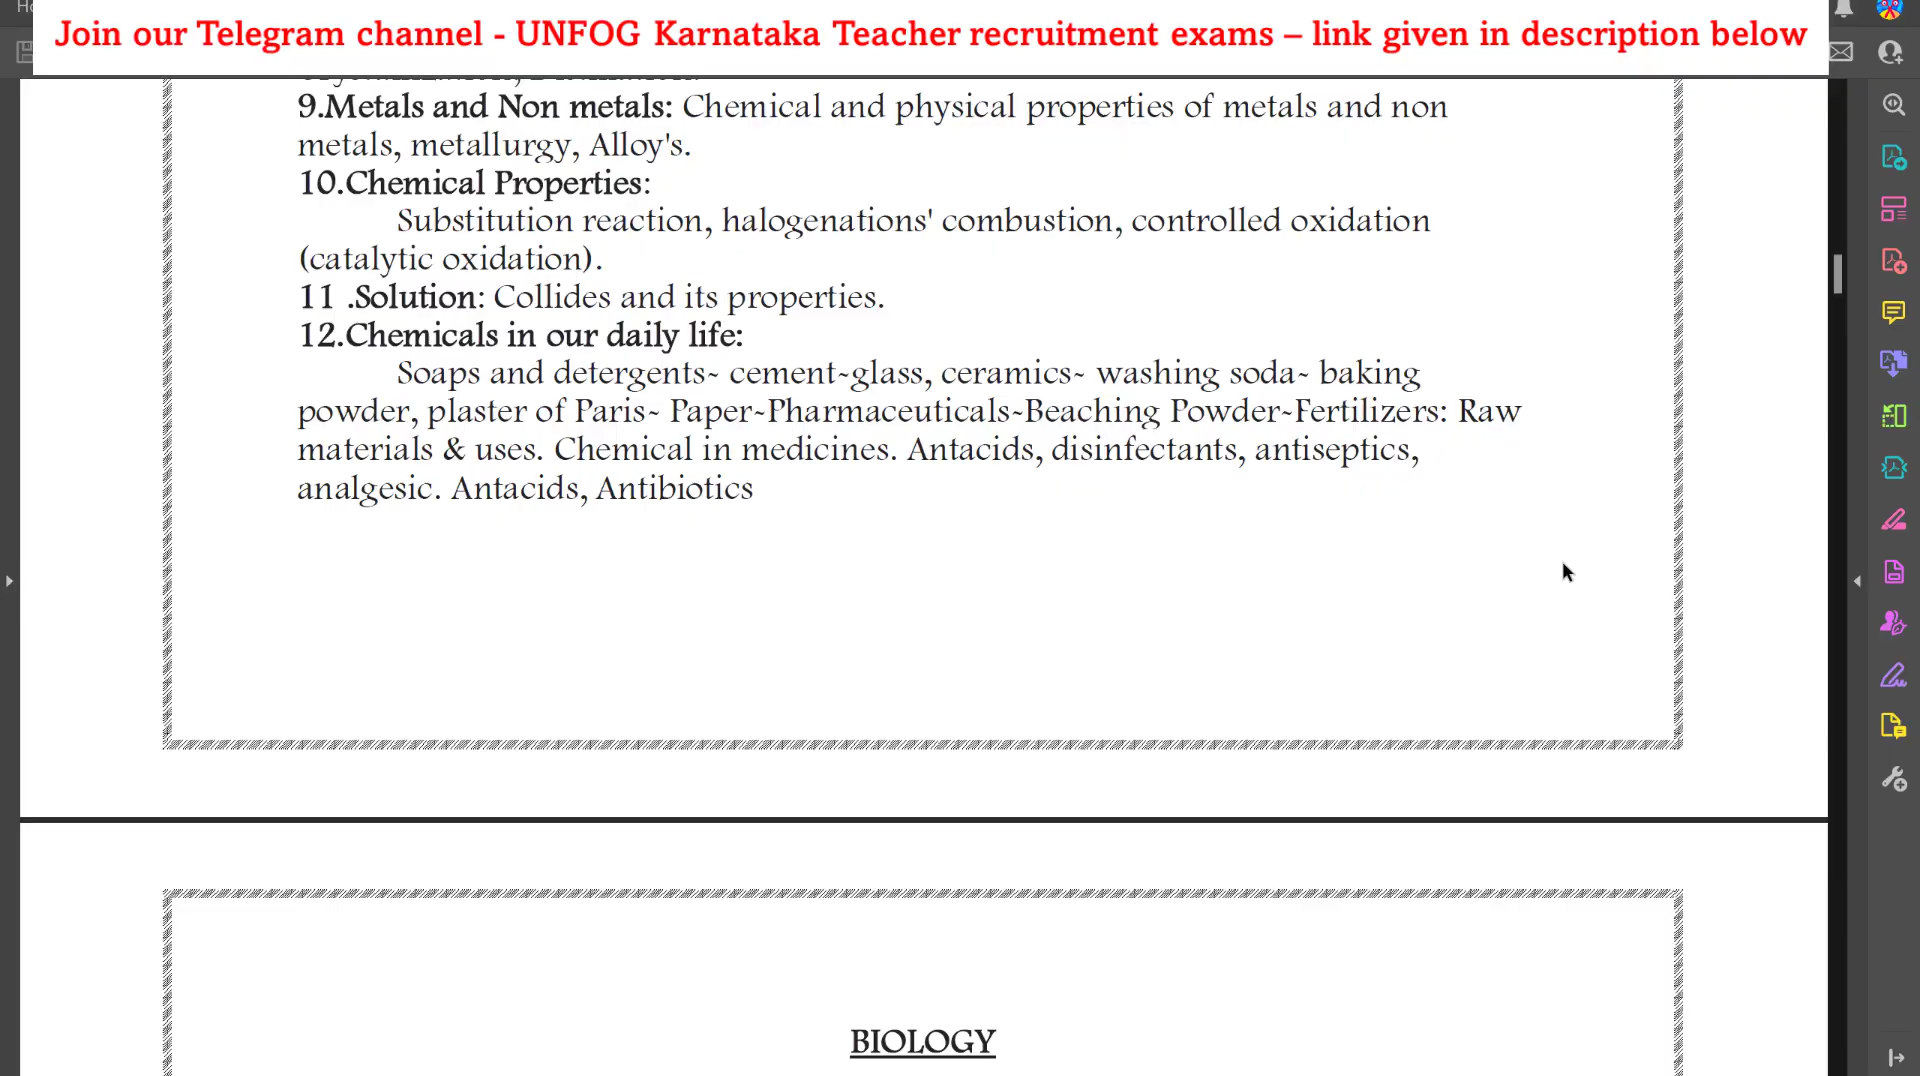 Join our Telegram channel - UNFOG Karnataka Teacher recruitment exams – link given in description below
9.Metals and Non metals: Chemical and physical properties of metals and non
metals, metallurgy, Alloy's.
10.Chemical Properties:
Substitution reaction, halogenations' combustion, controlled oxidation
(catalytic oxidation).
11 .Solution: Collides and its properties.
12.Chemicals in our daily life:
Soaps and detergents~ cement~glass, ceramics~ washing soda~ baking
powder, plaster of Paris~ Paper~Pharmaceuticals~Beaching Powder~Fertilizers: Raw
materials & uses. Chemical in medicines. Antacids, disinfectants, antiseptics,
analgesic. Antacids, Antibiotics
BIOLOGY